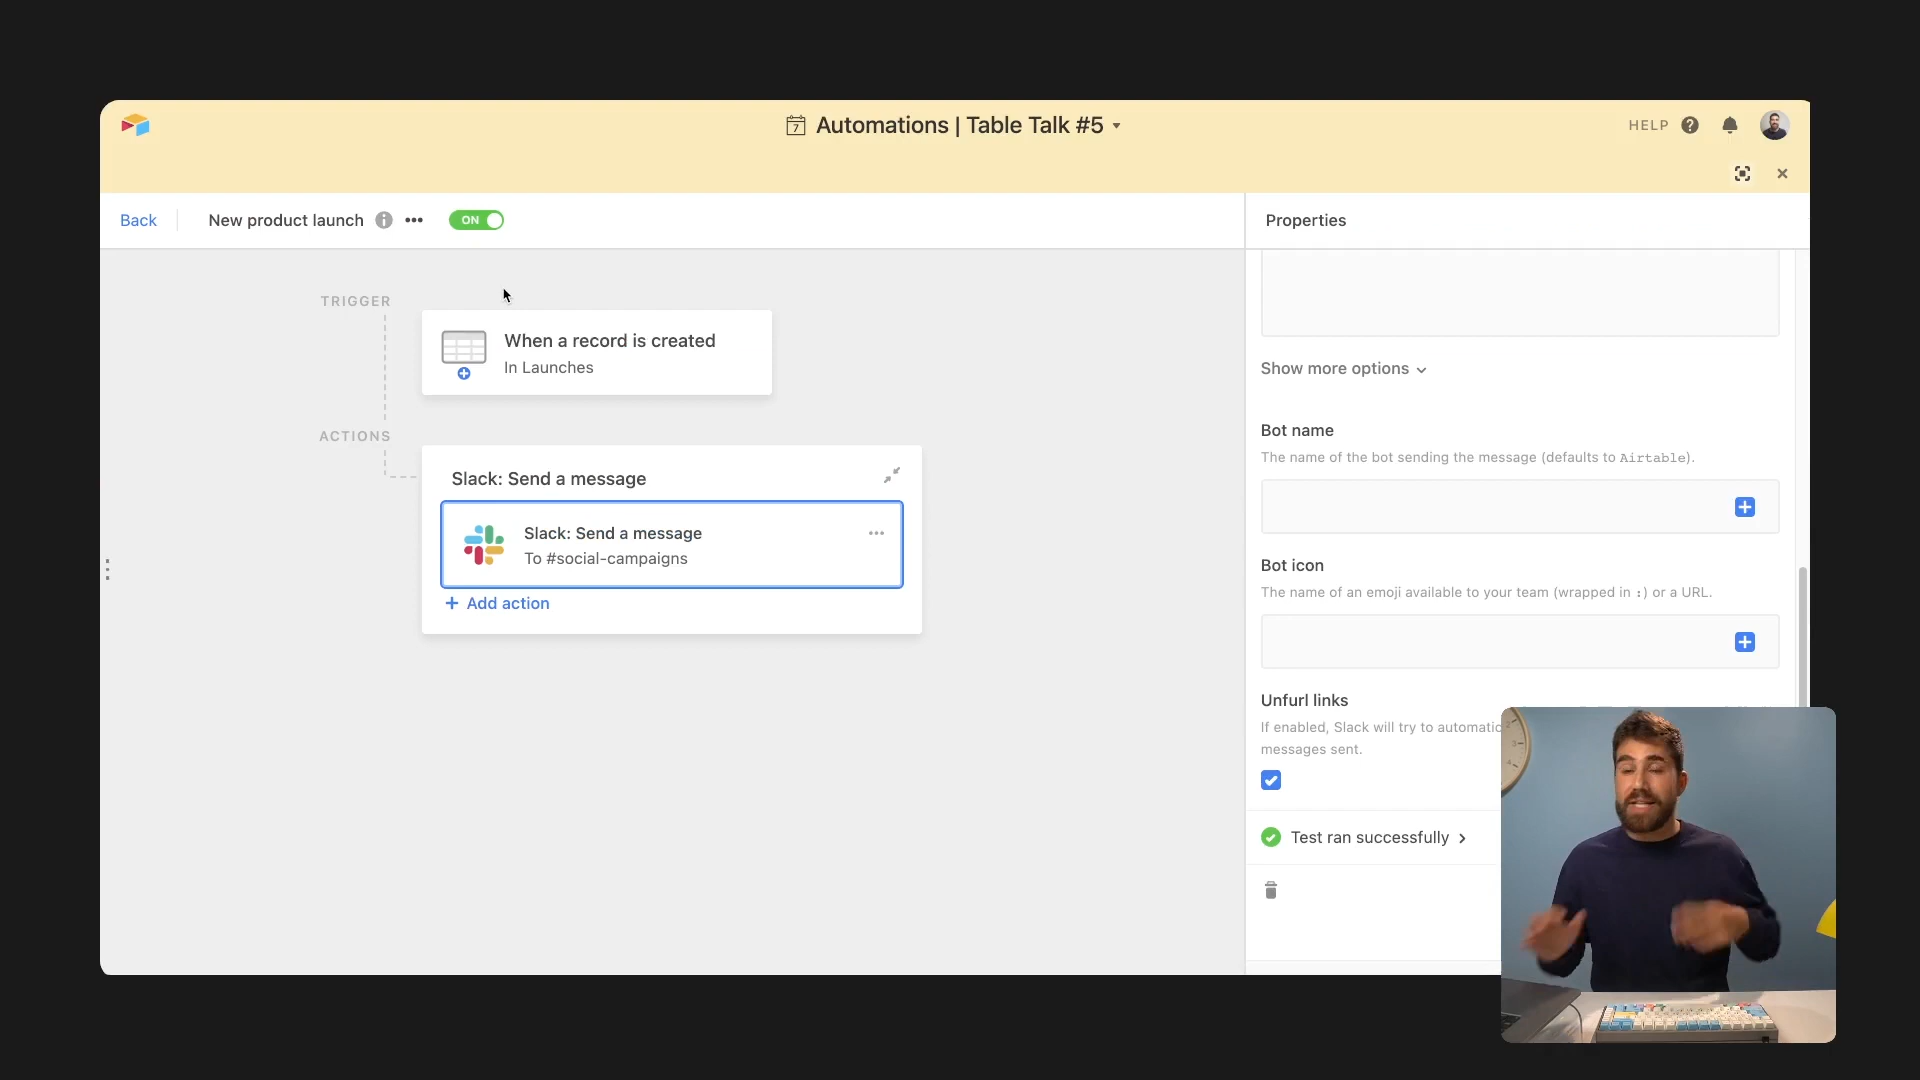 Automations | Table Talk #5
HELP
Back
New product launch
ON
Properties
TRIGGER
When a record is created
In Launches
ACTIONS
Slack: Send a message
Slack: Send a message
To #social-campaigns
+ Add action
Show more options
Bot name
The name of the bot sending the message (defaults to Airtable).
Bot icon
The name of an emoji available to your team (wrapped in :) or a URL.
Unfurl links
If enabled, Slack will try to automatic
messages sent.
Test ran successfully